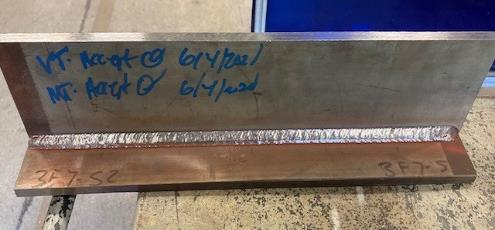 VT: Accept 6/4/2021
MT: Accept 6/4/2021
3F7-S2
3F7-S